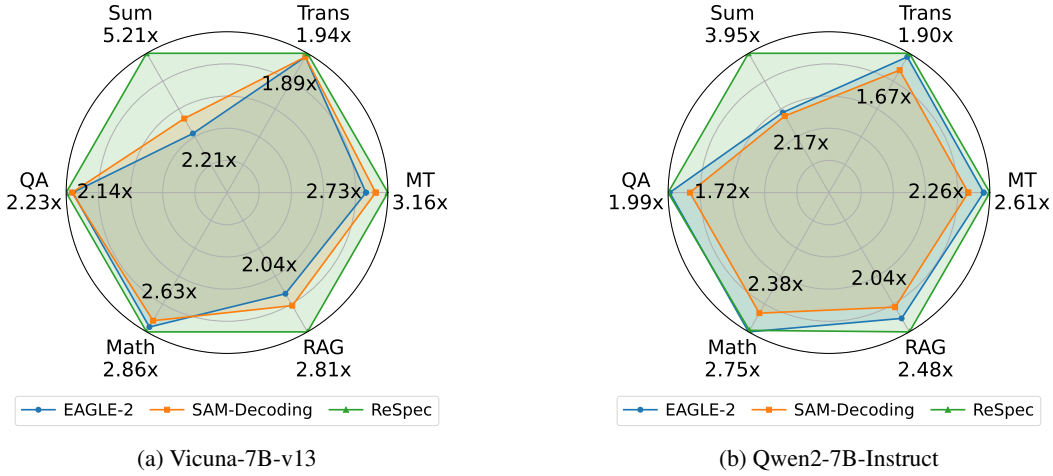 Sum
5.21x
Trans
1.94x
1.89x
2.21x
QA
2.23x
2.14x
2.73x
MT
3.16x
2.04x
2.63x
Math
2.86x
RAG
2.81x
EAGLE-2 SAM-Decoding ReSpec
(a) Vicuna-7B-v13
Sum
3.95x
Trans
1.90x
1.67x
2.17x
QA
1.99x
1.72x
2.26x
MT
2.61x
2.38x
2.04x
Math
2.75x
RAG
2.48x
EAGLE-2 SAM-Decoding ReSpec
(b) Qwen2-7B-Instruct